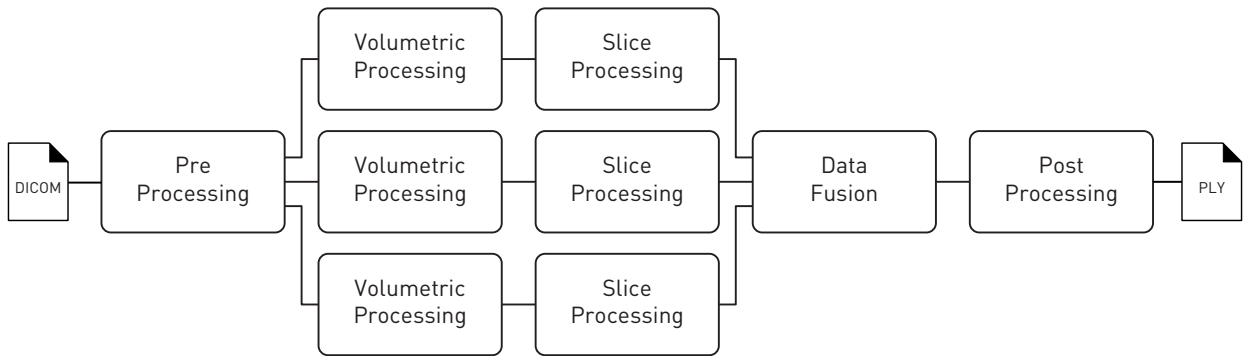 Volumetric
Processing
Slice
Processing
DICOM
Pre
Processing
Volumetric
Processing
Slice
Processing
Data
Fusion
Post
Processing
PLY
Volumetric
Processing
Slice
Processing